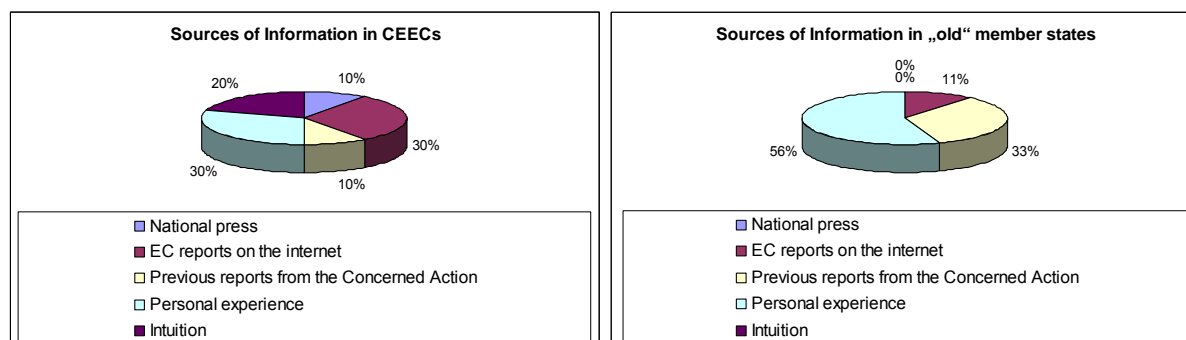 Sources of Information in CEECs
20%
10%
30%
30%
10%
National press
EC reports on the internet
Previous reports from the Concerned Action
Personal experience
Intuition
Sources of Information in „old“ member states
0%
0%
11%
56%
33%
National press
EC reports on the internet
Previous reports from the Concerned Action
Personal experience
Intuition